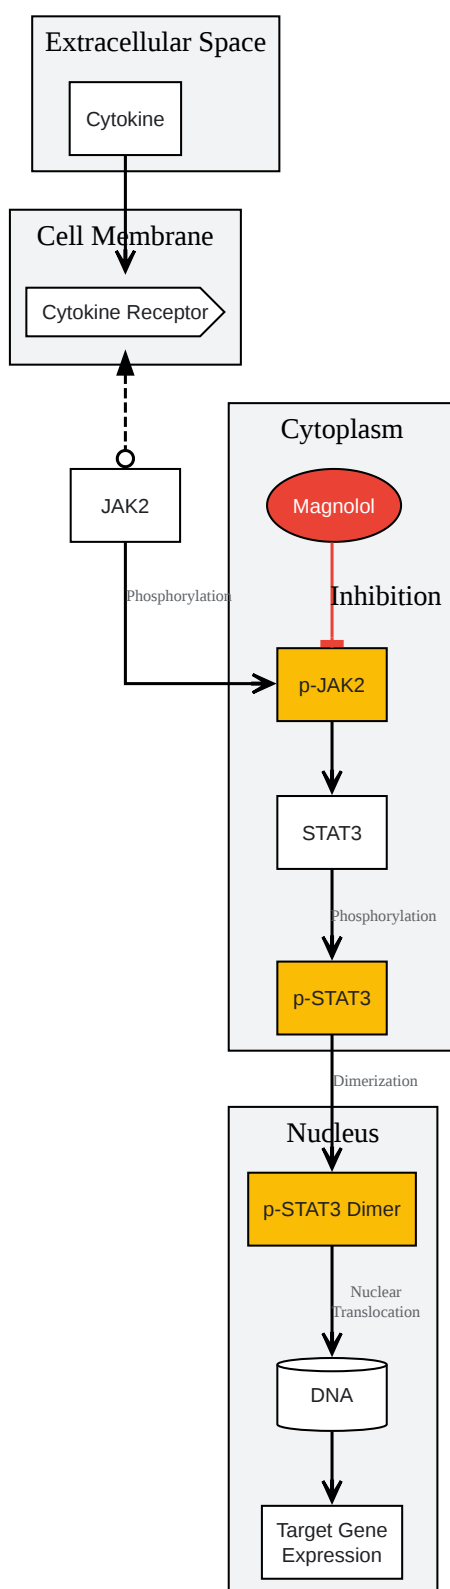 Extracellular Space
Cytokine
Cell Membrane
Cytokine Receptor
Cytoplasm
JAK2
Magnolol
Phosphorylation
Inhibition
p-JAK2
STAT3
Phosphorylation
p-STAT3
Dimerization
Nucleus
p-STAT3 Dimer
Nuclear
Translocation
DNA
Target Gene
Expression